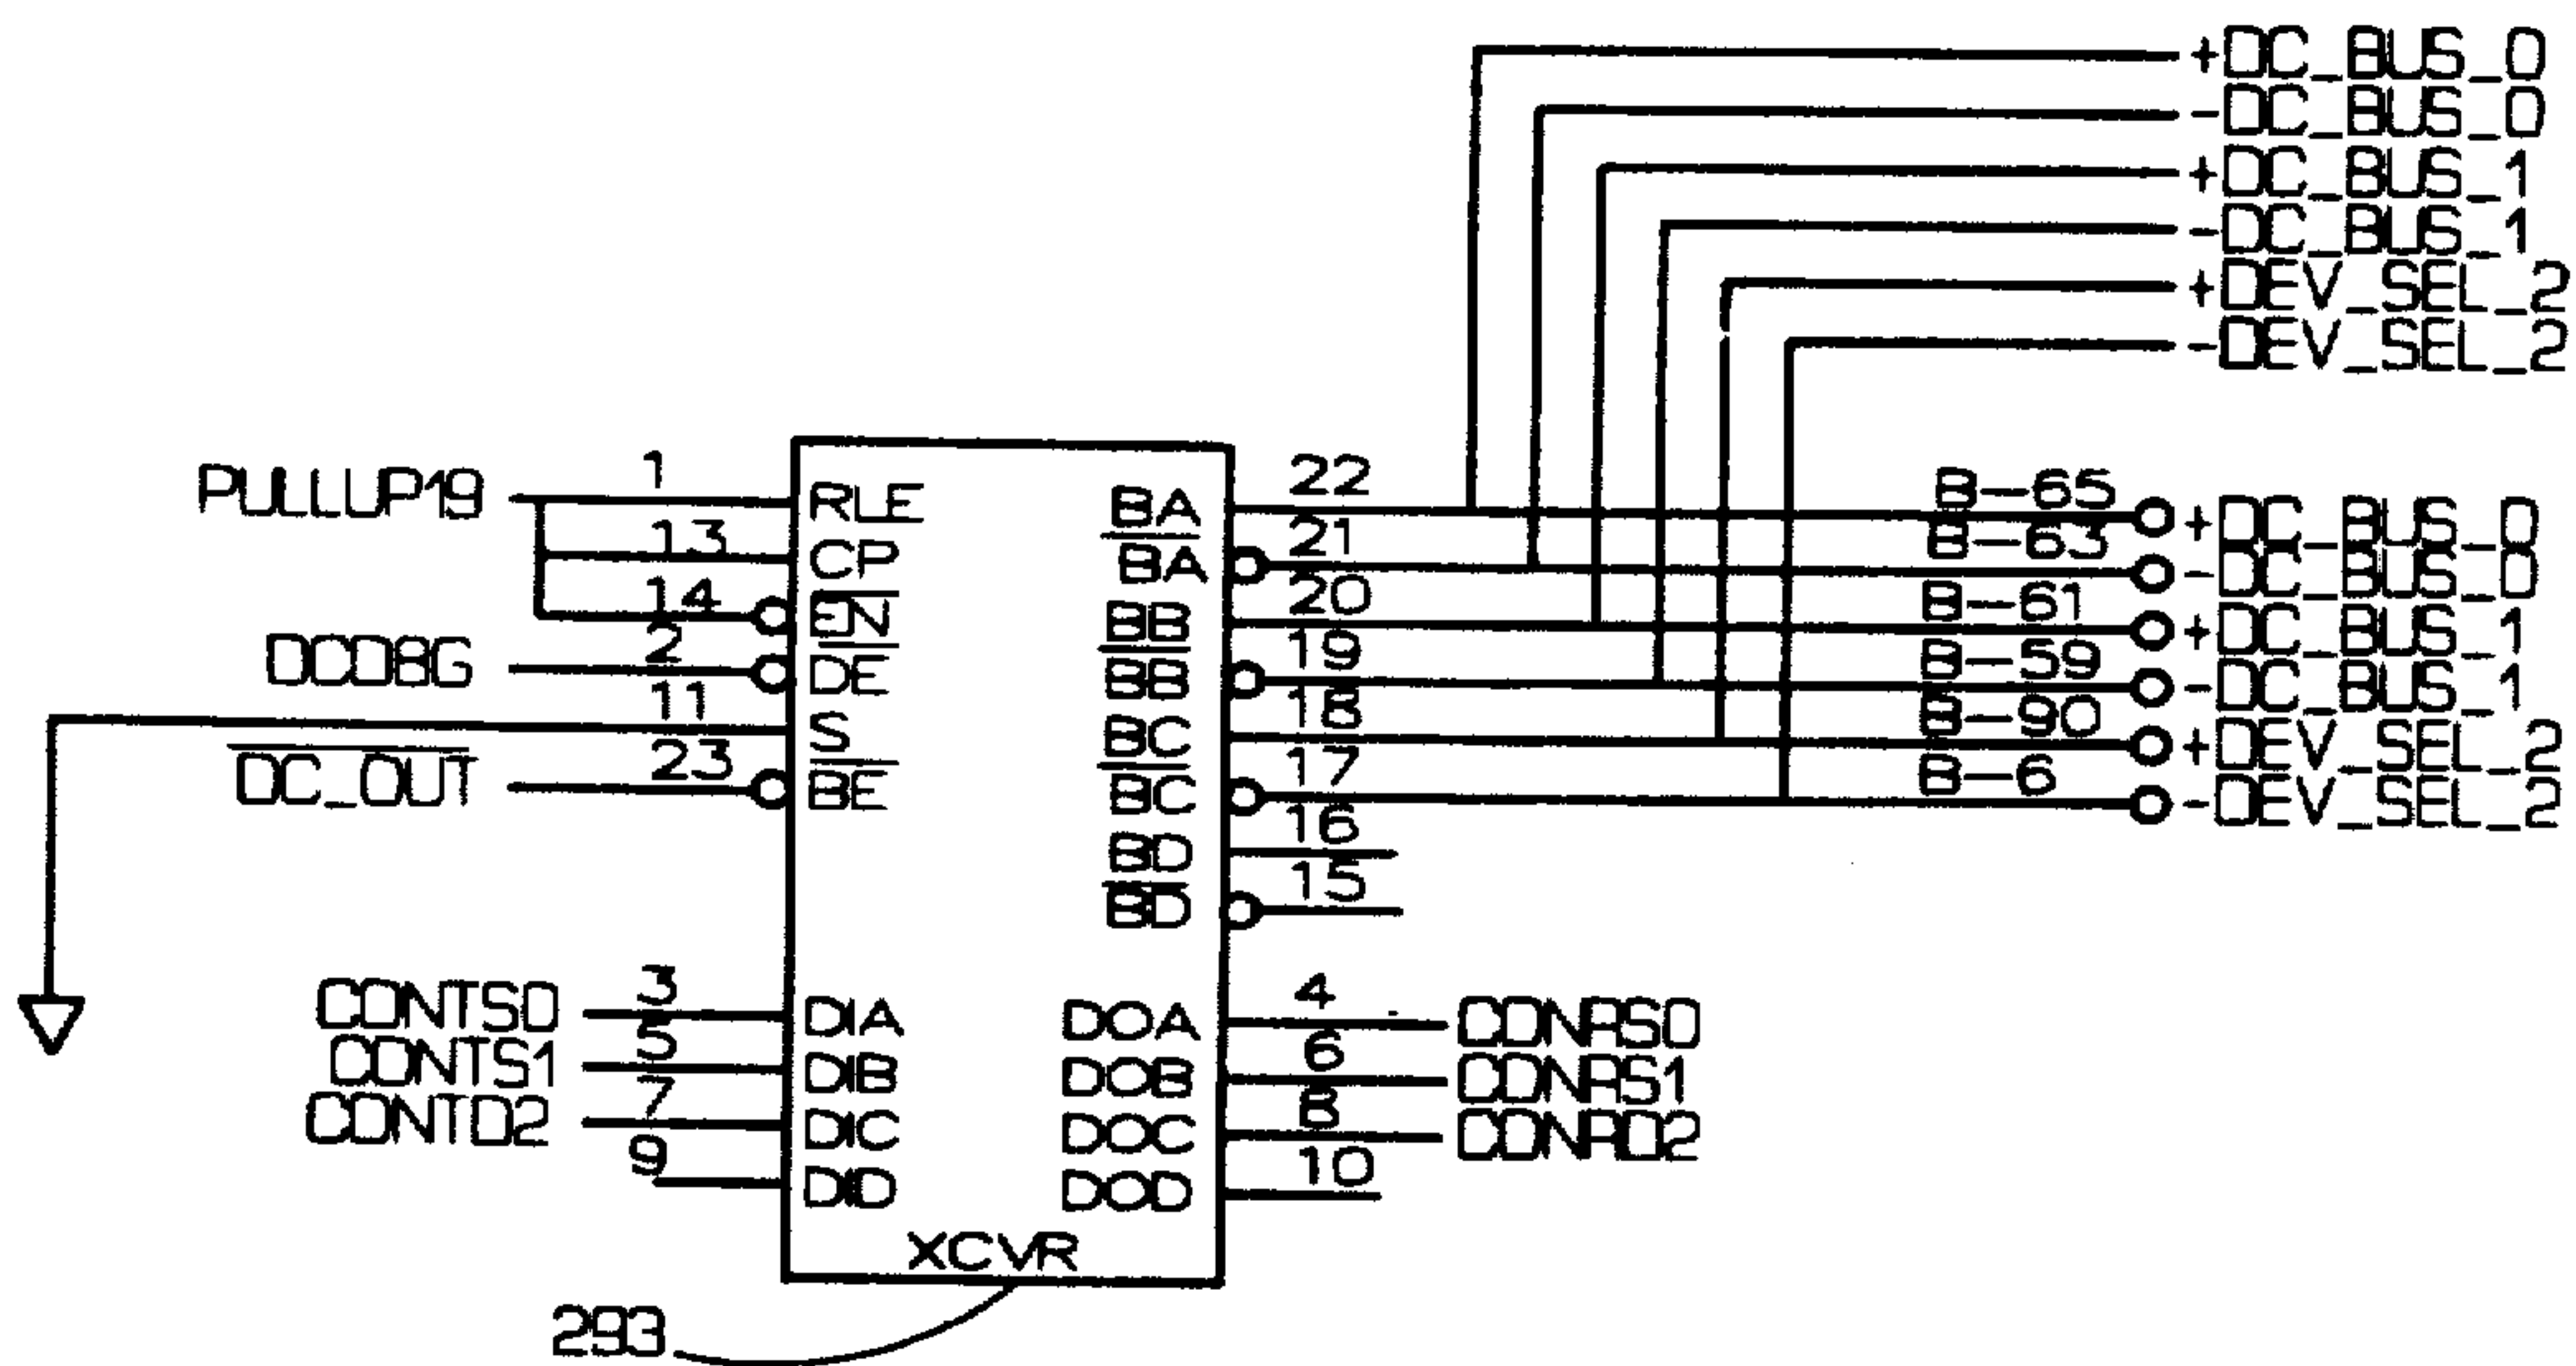 +DC_BUS_0
-DC_BUS_0
+DC_BUS_1
-DC_BUS_1
+DEV_SEL_2
-DEV_SEL_2
PULLUP19 1 RLE BA 22 B-65 +DC_BUS_0
13 CP BA 21 B-63 -DC_BUS_0
14 EN BB 20 B-61 +DC_BUS_1
DCD8G 2 DE BB 19 B-59 -DC_BUS_1
11 S BC 18 B-90 +DEV_SEL_2
DC_OUT 23 BE BC 17 B-6 -DEV_SEL_2
BD 16
BD 15
CONTS0 3 DIA DOA 4 CONRS0
CONTS1 5 DIB DOB 6 CONRS1
CONTD2 7 DIC DOC 8 CONRD2
9 DID DOD 10
XCVR
293